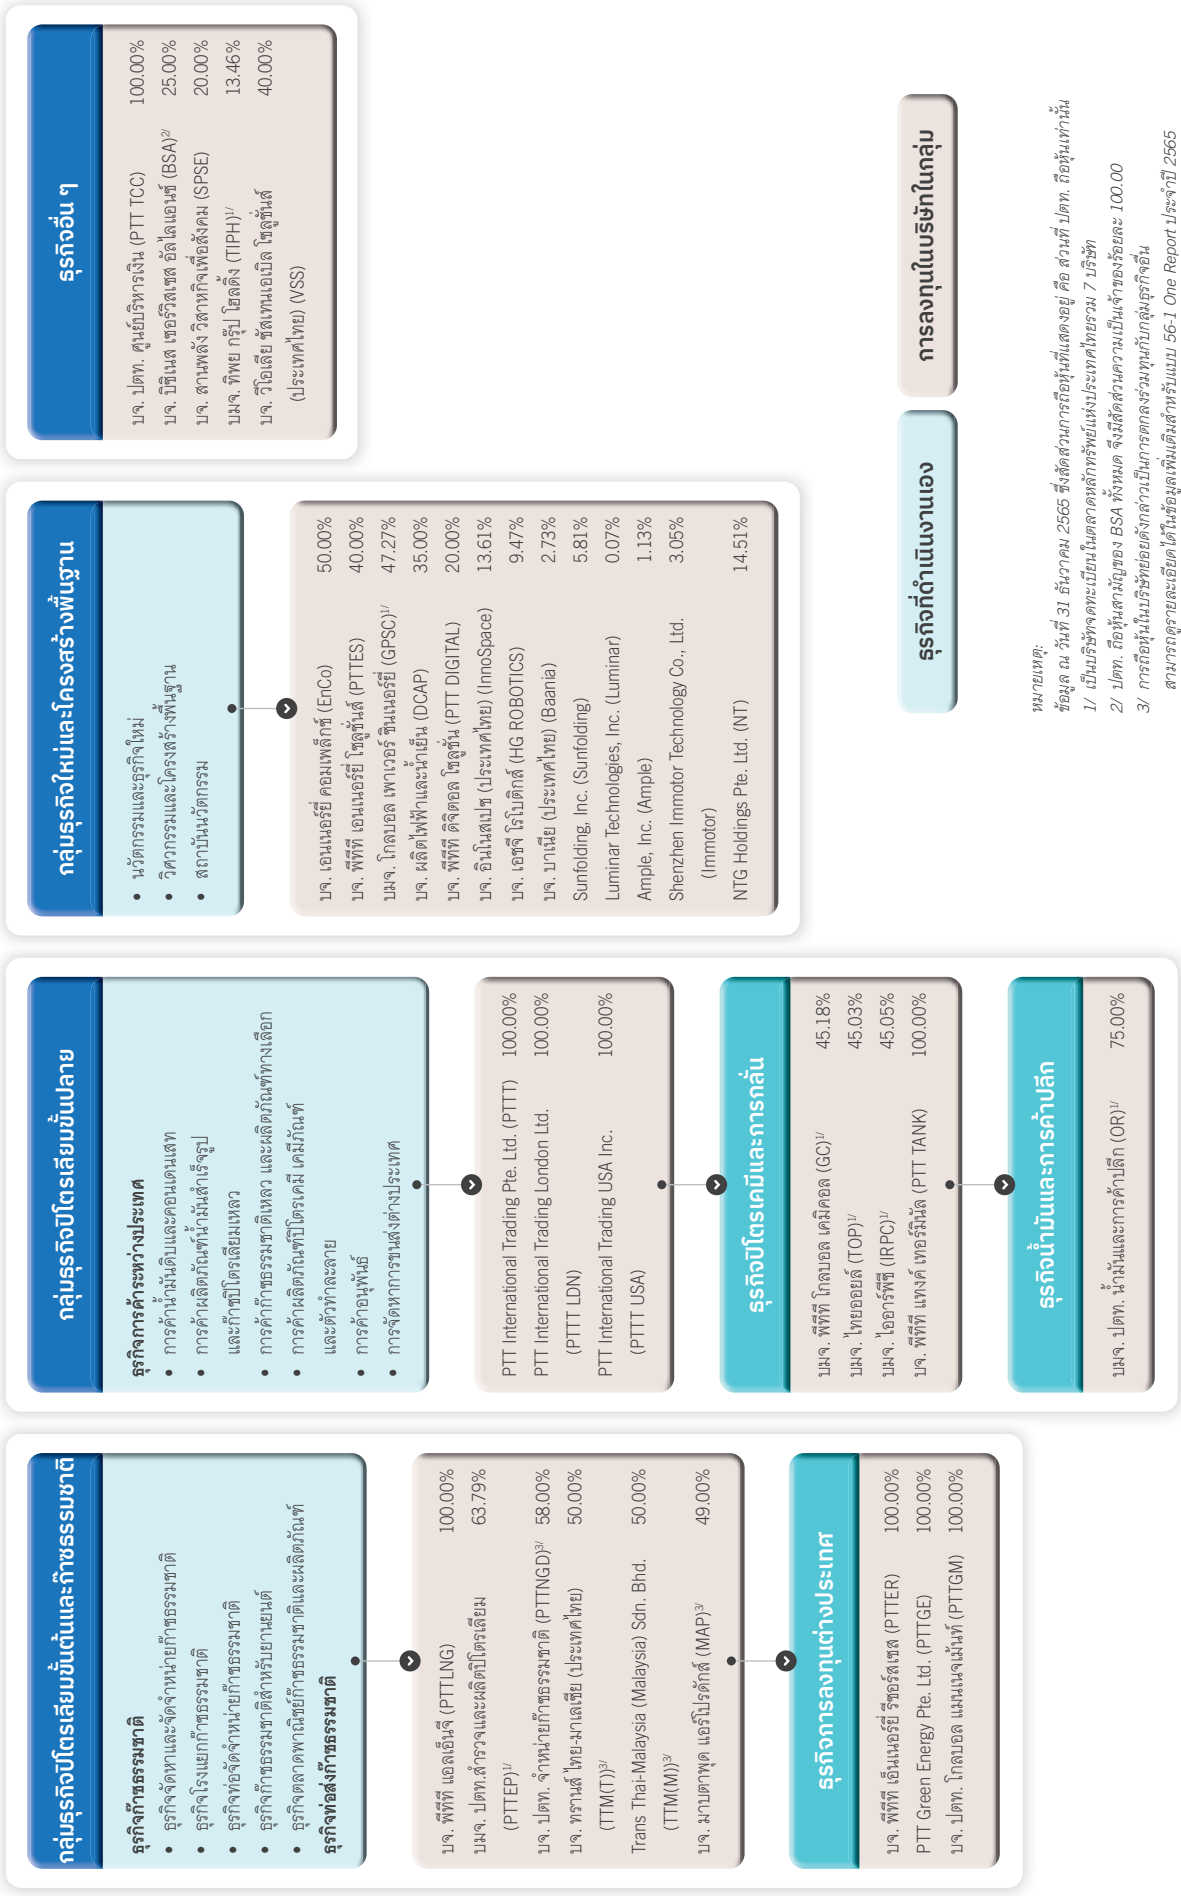 กลุ่มธุรกิจปิโตรเลียมขั้นต้นและก๊าซธรรมชาติ
ธุรกิจก๊าซธรรมชาติ
• ธุรกิจจัดหาและจัดจำหน่ายก๊าซธรรมชาติ
• ธุรกิจโรงแยกก๊าซธรรมชาติ
• ธุรกิจท่อจัดจำหน่ายก๊าซธรรมชาติ
• ธุรกิจก๊าซธรรมชาติสำหรับยานยนต์
• ธุรกิจตลาดพาณิชย์ก๊าซธรรมชาติและผลิตภัณฑ์
ธุรกิจท่อส่งก๊าซธรรมชาติ
บจ. พีทีที แอลเอ็นจี (PTTLNG) 100.00%
บมจ. ปตท.สำรวจและผลิตปิโตรเลียม 63.79%
(PTTEP)1/
บจ. ปตท. จำหน่ายก๊าซธรรมชาติ (PTTNGD)3/ 58.00%
บจ. ทรานส์ ไทย-มาเลเซีย (ประเทศไทย) 50.00%
(TTM(T))3/
Trans Thai-Malaysia (Malaysia) Sdn. Bhd. 50.00%
(TTM(M))3/
บจ. มาบตาพุด แอร์โปรดักส์ (MAP)3/ 49.00%
ธุรกิจการลงทุนต่างประเทศ
บจ. พีทีที เอ็นเนอร์ยี่ รีซอร์สเซส (PTTER) 100.00%
PTT Green Energy Pte. Ltd. (PTTGE) 100.00%
บจ. ปตท. โกลบอล แมนเนจเม้นท์ (PTTGM) 100.00%
กลุ่มธุรกิจปิโตรเลียมขั้นปลาย
ธุรกิจการค้าระหว่างประเทศ
• การค้าน้ำมันดิบและคอนเดนเสท
• การค้าผลิตภัณฑ์น้ำมันสำเร็จรูป
และก๊าซปิโตรเลียมเหลว
• การค้าก๊าซธรรมชาติเหลว และผลิตภัณฑ์ทางเลือก
• การค้าผลิตภัณฑ์ปิโตรเคมี เคมีภัณฑ์
และตัวทำละลาย
• การค้าอนุพันธ์
• การจัดหาการขนส่งต่างประเทศ
PTT International Trading Pte. Ltd. (PTTT) 100.00%
PTT International Trading London Ltd. 100.00%
(PTTT LDN)
PTT International Trading USA Inc. 100.00%
(PTTT USA)
ธุรกิจปิโตรเคมีและการกลั่น
บมจ. พีทีที โกลบอล เคมิคอล (GC)1/ 45.18%
บมจ. ไทยออยล์ (TOP)1/ 45.03%
บมจ. ไออาร์พีซี (IRPC)1/ 45.05%
บจ. พีทีที แทงค์ เทอร์มินัล (PTT TANK) 100.00%
ธุรกิจน้ำมันและการค้าปลีก
บมจ. ปตท. น้ำมันและการค้าปลีก (OR)1/ 75.00%
กลุ่มธุรกิจใหม่และโครงสร้างพื้นฐาน
• นวัตกรรมและธุรกิจใหม่
• วิศวกรรมและโครงสร้างพื้นฐาน
• สถาบันนวัตกรรม
บจ. เอนเนอร์ยี่ คอมเพล็กซ์ (EnCo) 50.00%
บจ. พีทีที เอนเนอร์ยี่ โซลูชั่นส์ (PTTES) 40.00%
บมจ. โกลบอล เพาเวอร์ ซินเนอร์ยี่ (GPSC)1/ 47.27%
บจ. ผลิตไฟฟ้าและน้ำเย็น (DCAP) 35.00%
บจ. พีทีที ดิจิตอล โซลูชั่น (PTT DIGITAL) 20.00%
บจ. อินโนสเปซ (ประเทศไทย) (InnoSpace) 13.61%
บจ. เอชจี โรโบติกส์ (HG ROBOTICS) 9.47%
บจ. บาเนีย (ประเทศไทย) (Baania) 2.73%
Sunfolding, Inc. (Sunfolding) 5.81%
Luminar Technologies, Inc. (Luminar) 0.07%
Ample, Inc. (Ample) 1.13%
Shenzhen Immotor Technology Co., Ltd. 3.05%
(Immotor)
NTG Holdings Pte. Ltd. (NT) 14.51%
ธุรกิจอื่น ๆ
บจ. ปตท. ศูนย์บริหารเงิน (PTT TCC) 100.00%
บจ. บิซิเนส เซอร์วิสเซส อัลไลแอนซ์ (BSA)2/ 25.00%
บจ. สานพลัง วิสาหกิจเพื่อสังคม (SPSE) 20.00%
บมจ. ทิพย กรุ๊ป โฮลดิ้ง (TIPH)1/ 13.46%
บจ. วีโอเลีย ซัสเทนเอเบิล โซลูชันส์ 40.00%
(ประเทศไทย) (VSS)
ธุรกิจที่ดำเนินงานเอง
การลงทุนในบริษัทในกลุ่ม
หมายเหตุ:
ข้อมูล ณ วันที่ 31 ธันวาคม 2565 ซึ่งสัดส่วนการถือหุ้นที่แสดงอยู่ คือ ส่วนที่ ปตท. ถือหุ้นเท่านั้น
1/ เป็นบริษัทจดทะเบียนในตลาดหลักทรัพย์แห่งประเทศไทยรวม 7 บริษัท
2/ ปตท. ถือหุ้นสามัญของ BSA ทั้งหมด จึงมีสัดส่วนความเป็นเจ้าของร้อยละ 100.00
3/ การถือหุ้นในบริษัทย่อยดังกล่าวเป็นการตกลงร่วมทุนกับกลุ่มธุรกิจอื่น
สามารถดูรายละเอียดได้ในข้อมูลเพิ่มเติมสำหรับแบบ 56-1 One Report ประจำปี 2565